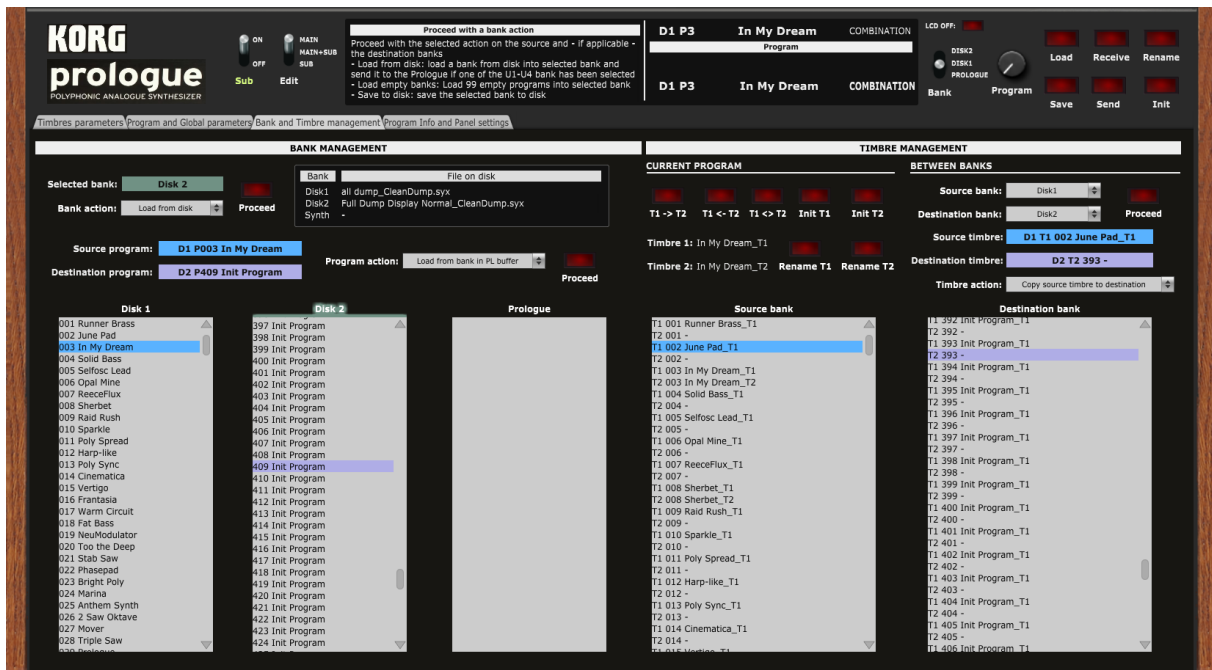 KORG
prologue
POLYPHONIC ANALOGUE SYNTHESIZER
ON
OFF
Sub
MAIN
MAIN+SUB
SUB
Edit
Proceed with a bank action
Proceed with the selected action on the source and - if applicable -
the destination banks
- Load from disk: load a bank from disk into selected bank and
send it to the Prologue if one of the U1-U4 bank has been selected
- Load empty banks: Load 99 empty programs into selected bank
- Save to disk: save the selected bank to disk
D1 P3 In My Dream COMBINATION
Program
D1 P3 In My Dream COMBINATION
LCD OFF:
DISK2
DISK1
PROLOGUE
Bank
Program
Load Receive Rename
Save Send Init
Timbres parameters Program and Global parameters Bank and Timbre management Program Info and Panel settings
BANK MANAGEMENT
Selected bank: Disk 2
Bank action: Load from disk Proceed
Bank File on disk
Disk1 all dump_CleanDump.syx
Disk2 Full Dump Display Normal_CleanDump.syx
Synth -
Source program: D1 P003 In My Dream
Destination program: D2 P409 Init Program
Program action: Load from bank in PL buffer
Proceed
Disk 1
001 Runner Brass
002 June Pad
003 In My Dream
004 Solid Bass
005 Selfosc Lead
006 Opal Mine
007 ReeceFlux
008 Sherbet
009 Raid Rush
010 Sparkle
011 Poly Spread
012 Harp-like
013 Poly Sync
014 Cinematica
015 Vertigo
016 Frantasia
017 Warm Circuit
018 Fat Bass
019 NeuModulator
020 Too the Deep
021 Stab Saw
022 Phasepad
023 Bright Poly
024 Marina
025 Anthem Synth
026 2 Saw Oktave
027 Mover
028 Triple Saw
029 Prologue
Disk 2
397 Init Program
398 Init Program
399 Init Program
400 Init Program
401 Init Program
402 Init Program
403 Init Program
404 Init Program
405 Init Program
406 Init Program
407 Init Program
408 Init Program
409 Init Program
410 Init Program
411 Init Program
412 Init Program
413 Init Program
414 Init Program
415 Init Program
416 Init Program
417 Init Program
418 Init Program
419 Init Program
420 Init Program
421 Init Program
422 Init Program
423 Init Program
424 Init Program
Prologue
TIMBRE MANAGEMENT
CURRENT PROGRAM
T1 -> T2 T1 <- T2 T1 <> T2 Init T1 Init T2
Timbre 1: In My Dream_T1
Timbre 2: In My Dream_T2 Rename T1 Rename T2
BETWEEN BANKS
Source bank: Disk1
Destination bank: Disk2 Proceed
Source timbre: D1 T1 002 June Pad_T1
Destination timbre: D2 T2 393 -
Timbre action: Copy source timbre to destination
Source bank
T1 001 Runner Brass_T1
T2 001 -
T1 002 June Pad_T1
T2 002 -
T1 003 In My Dream_T1
T2 003 In My Dream_T2
T1 004 Solid Bass_T1
T2 004 -
T1 005 Selfosc Lead_T1
T2 005 -
T1 006 Opal Mine_T1
T2 006 -
T1 007 ReeceFlux_T1
T2 007 -
T1 008 Sherbet_T1
T2 008 Sherbet_T2
T1 009 Raid Rush_T1
T2 009 -
T1 010 Sparkle_T1
T2 010 -
T1 011 Poly Spread_T1
T2 011 -
T1 012 Harp-like_T1
T2 012 -
T1 013 Poly Sync_T1
T2 013 -
T1 014 Cinematica_T1
T2 014 -
T1 015 Vertigo_T1
Destination bank
T1 392 Init Program_T1
T2 392 -
T1 393 Init Program_T1
T2 393 -
T1 394 Init Program_T1
T2 394 -
T1 395 Init Program_T1
T2 395 -
T1 396 Init Program_T1
T2 396 -
T1 397 Init Program_T1
T2 397 -
T1 398 Init Program_T1
T2 398 -
T1 399 Init Program_T1
T2 399 -
T1 400 Init Program_T1
T2 400 -
T1 401 Init Program_T1
T2 401 -
T1 402 Init Program_T1
T2 402 -
T1 403 Init Program_T1
T2 403 -
T1 404 Init Program_T1
T2 404 -
T1 405 Init Program_T1
T2 405 -
T1 406 Init Program_T1